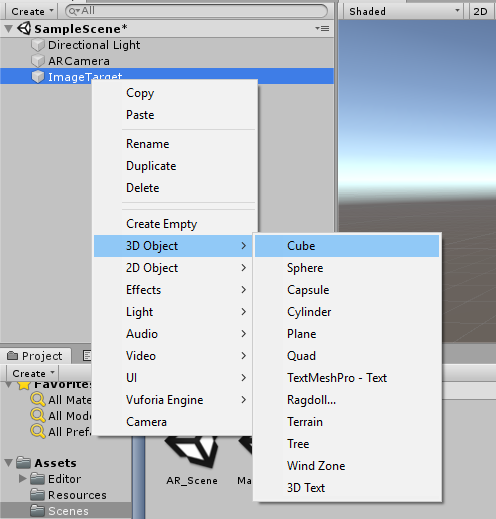 Create
All
Shaded
2D
SampleScene*
Directional Light
ARCamera
ImageTarget
Copy
Paste
Rename
Duplicate
Delete
Create Empty
3D Object
2D Object
Effects
Light
Audio
Video
UI
Vuforia Engine
Camera
Cube
Sphere
Capsule
Cylinder
Plane
Quad
TextMeshPro - Text
Ragdoll...
Terrain
Tree
Wind Zone
3D Text
Project
Create
Favorites
All Mate
All Mode
All Prefa
Assets
Editor
Resources
Scenes
AR_Scene
Ma